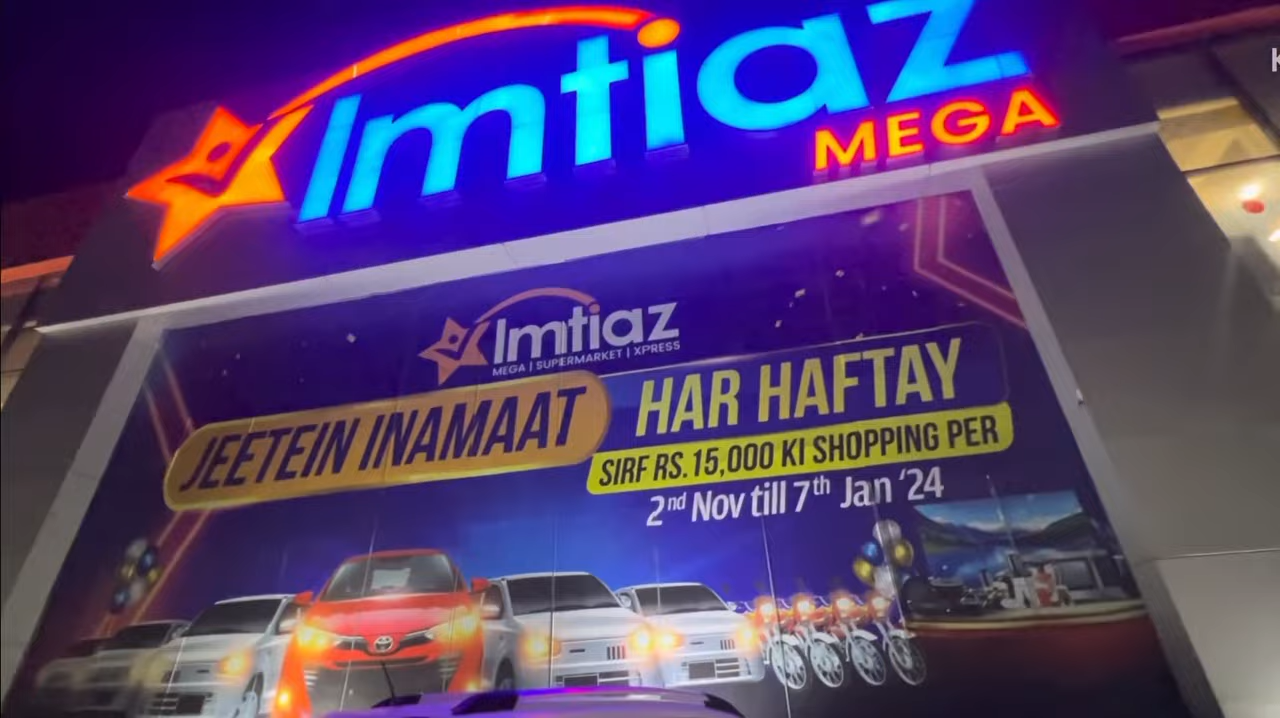 Imtiaz
MEGA
Imtiaz
MEGA | SUPERMARKET | XPRESS
JEETEIN INAMAAT
HAR HAFTAY
SIRF RS.15,000 KI SHOPPING PER
2nd Nov till 7th Jan ‘24
K